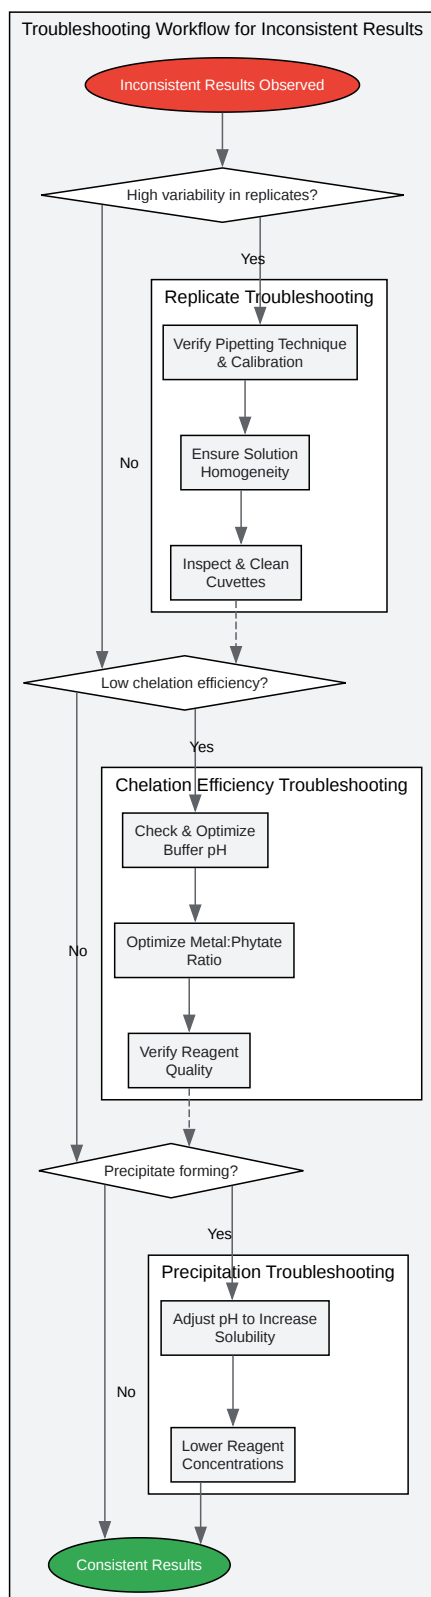 Troubleshooting Workflow for Inconsistent Results
Inconsistent Results Observed
High variability in replicates?
Yes
Replicate Troubleshooting
Verify Pipetting Technique
& Calibration
No
Ensure Solution
Homogeneity
Inspect & Clean
Cuvettes
Low chelation efficiency?
Yes
Chelation Efficiency Troubleshooting
Check & Optimize
Buffer pH
No
Optimize Metal:Phytate
Ratio
Verify Reagent
Quality
Precipitate forming?
Yes
Precipitation Troubleshooting
Adjust pH to Increase
Solubility
No
Lower Reagent
Concentrations
Consistent Results